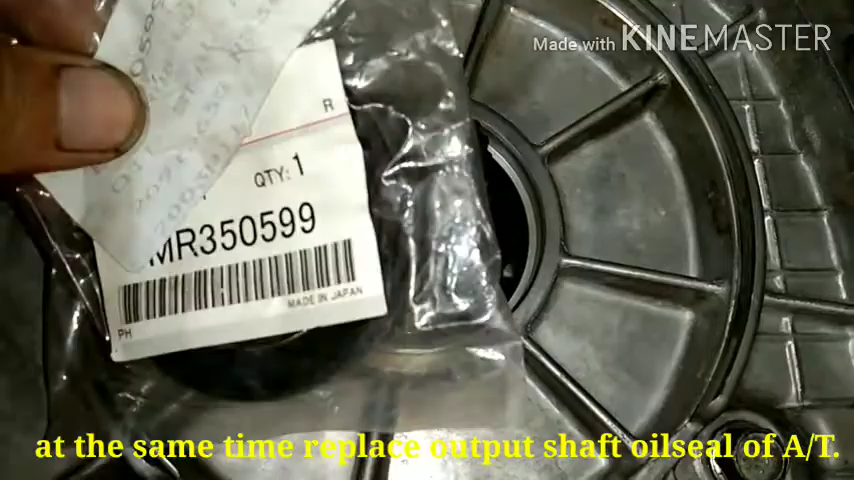 Made with KINEMASTER
R
QTY: 1
MR350599
MADE IN JAPAN
PH
at the same time replace output shaft oilseal of A/T.